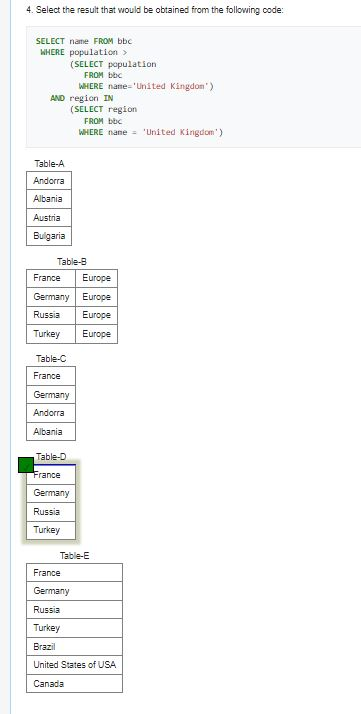 4. Select the result that would be obtained from the following code:
SELECT name FROM bbc
WHERE population >
(SELECT population
FROM bbc
WHERE name='United Kingdom')
AND region IN
(SELECT region
FROM bbc
WHERE name = 'United Kingdom')
Table-A
Andorra
Albania
Austria
Bulgaria
Table-B
France Europe
Germany Europe
Russia Europe
Turkey Europe
Table-C
France
Germany
Andorra
Albania
Table-D
France
Germany
Russia
Turkey
Table-E
France
Germany
Russia
Turkey
Brazil
United States of USA
Canada